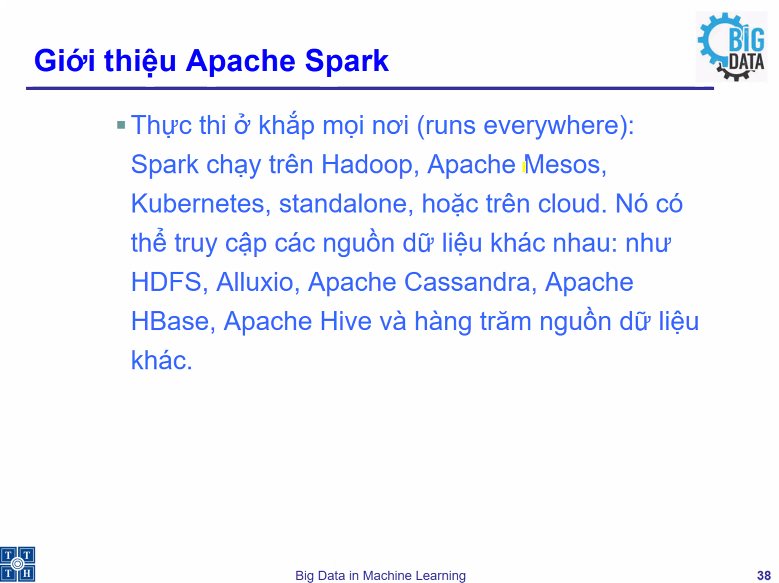 BIG
DATA
Giới thiệu Apache Spark
Thực thi ở khắp mọi nơi (runs everywhere):
Spark chạy trên Hadoop, Apache Mesos,
Kubernetes, standalone, hoặc trên cloud. Nó có
thể truy cập các nguồn dữ liệu khác nhau: như
HDFS, Alluxio, Apache Cassandra, Apache
HBase, Apache Hive và hàng trăm nguồn dữ liệu
khác.
T T
T H
Big Data in Machine Learning
38